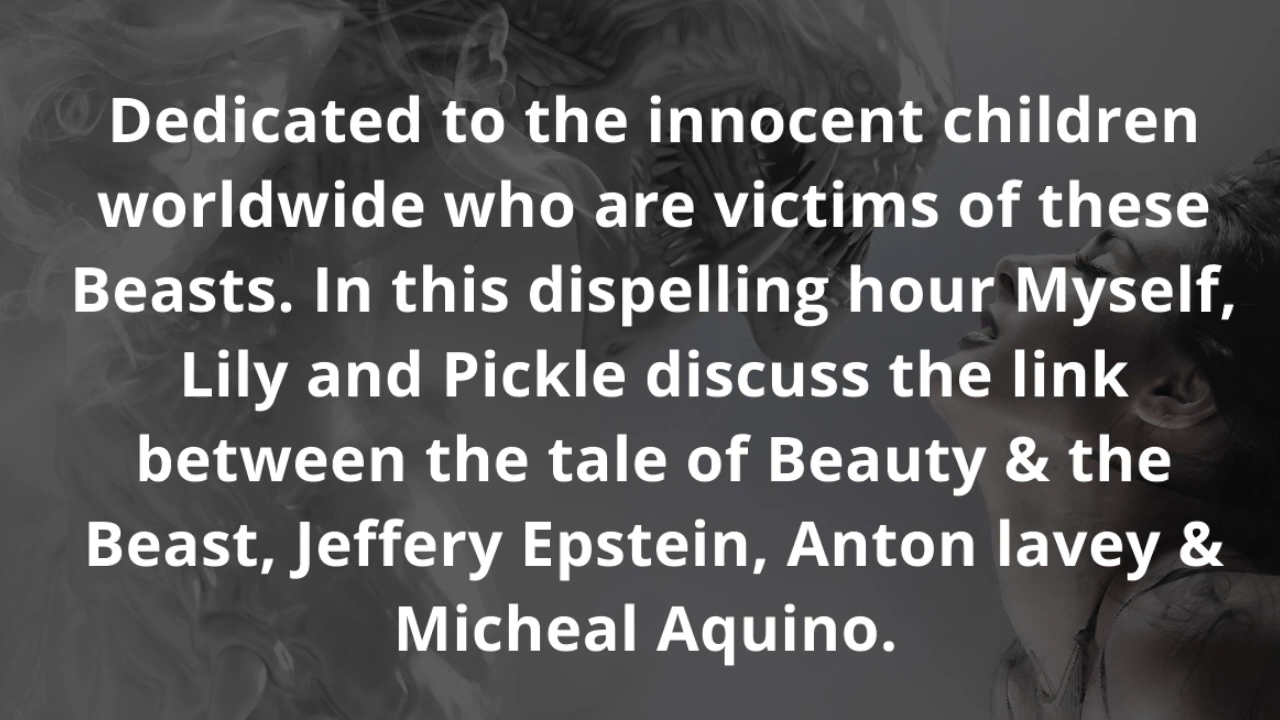 Dedicated to the innocent children
worldwide who are victims of these
Beasts. In this dispelling hour Myself,
Lily and Pickle discuss the link
between the tale of Beauty & the
Beast, Jeffery Epstein, Anton lavey &
Micheal Aquino.